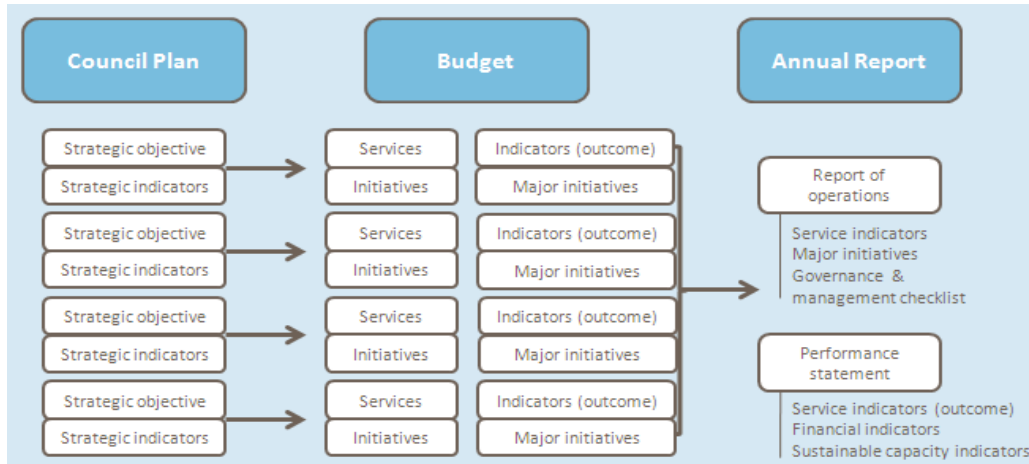 Council Plan
Budget
Annual Report
Strategic objective
Strategic indicators
Services
Initiatives
Indicators (outcome)
Major initiatives
Strategic objective
Strategic indicators
Services
Initiatives
Indicators (outcome)
Major initiatives
Strategic objective
Strategic indicators
Services
Initiatives
Indicators (outcome)
Major initiatives
Strategic objective
Strategic indicators
Services
Initiatives
Indicators (outcome)
Major initiatives
Report of
operations
Service indicators
Major initiatives
Governance &
management checklist
Performance
statement
Service indicators (outcome)
Financial indicators
Sustainable capacity indicators